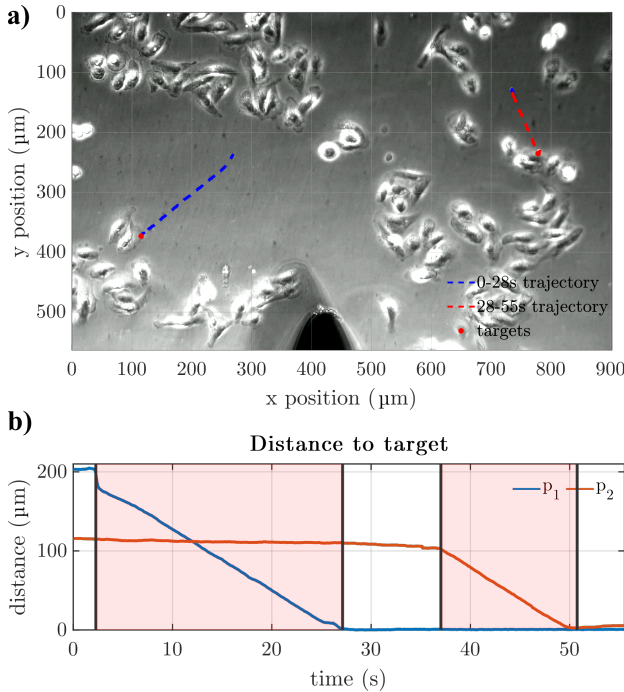 a)
0
100
200
300
400
500
y position (µm)
0-28s trajectory
28-55s trajectory
targets
0 100 200 300 400 500 600 700 800 900
x position (µm)
b)
Distance to target
200
100
0
distance (µm)
p1 p2
0 10 20 30 40 50
time (s)